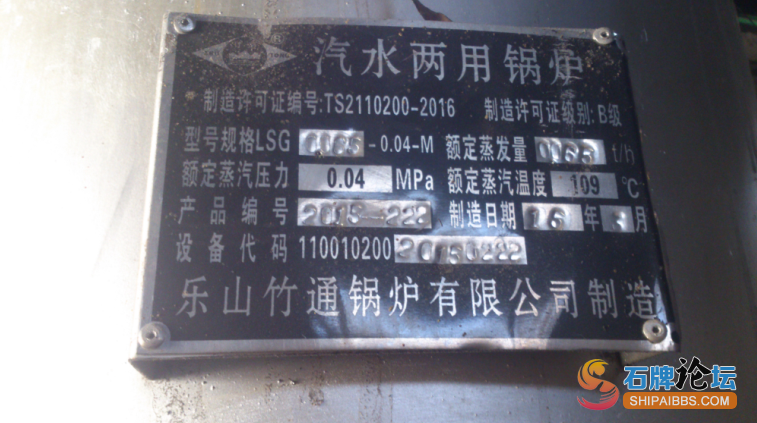 汽水两用锅炉
制造许可证编号:TS2110200-2016 制造许可证级别:B级
型号规格LSG -0.04-M 额定蒸发量 t/h
额定蒸汽压力 0.04 MPa 额定蒸汽温度 109 ℃
产品编号 2015-222 制造日期 年 月
设备代码 110010200 20150222
乐山竹通锅炉有限公司制造
石牌论坛
SHIPAIBBS.COM